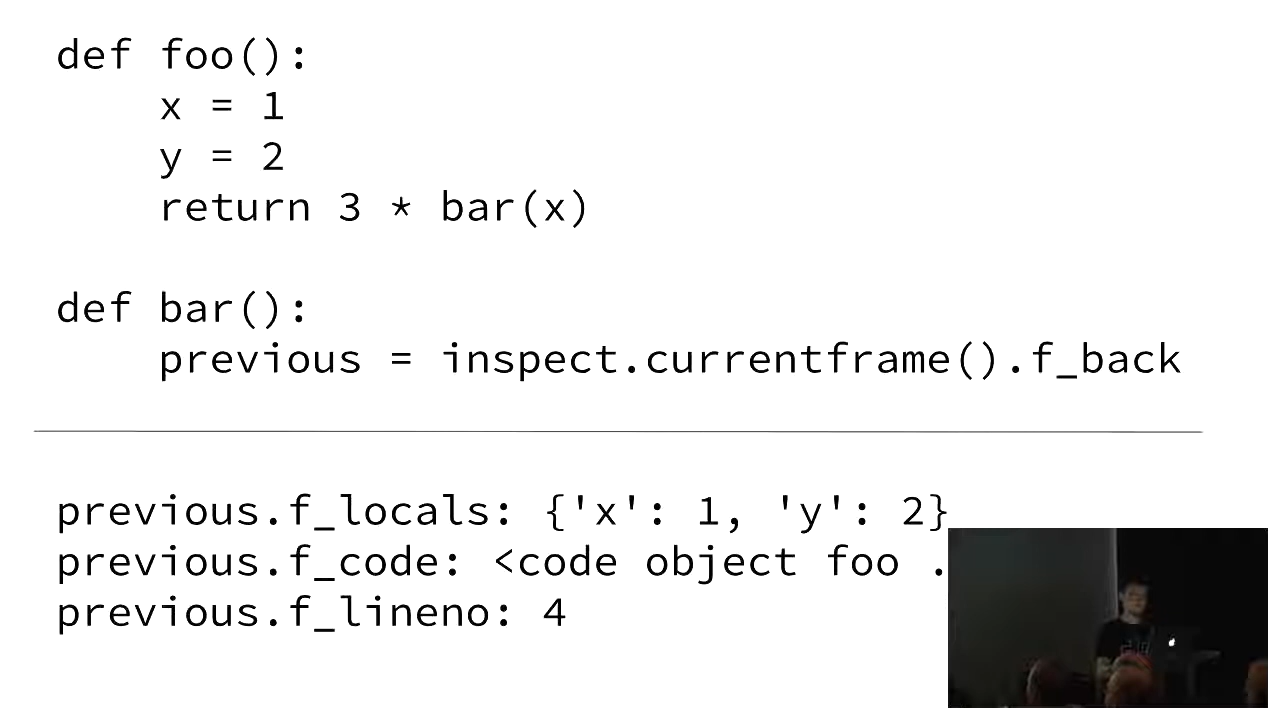 def foo():
    x = 1
    y = 2
    return 3 * bar(x)
def bar():
    previous = inspect.currentframe().f_back
previous.f_locals: {'x': 1, 'y': 2}
previous.f_code: <code object foo .
previous.f_lineno: 4